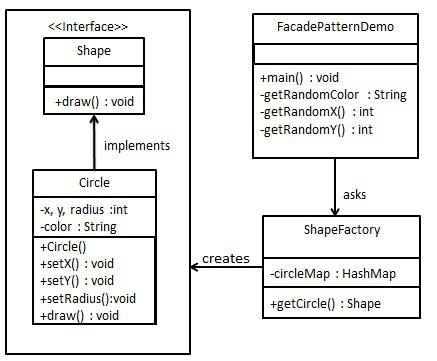 <<Interface>>
Shape
+draw() : void
implements
Circle
-x, y, radius :int
-color : String
+Circle()
+setX() : void
+setY() : void
+setRadius():void
+draw() : void
FacadePatternDemo
+main() : void
-getRandomColor : String
-getRandomX() : int
-getRandomY() : int
asks
ShapeFactory
-circleMap : HashMap
+getCircle() : Shape
creates